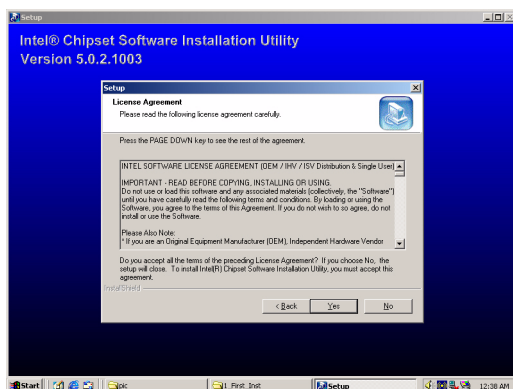 Setup
Intel® Chipset Software Installation Utility
Version 5.0.2.1003
Setup
License Agreement
Please read the following license agreement carefully.
Press the PAGE DOWN key to see the rest of the agreement.
INTEL SOFTWARE LICENSE AGREEMENT (OEM / IHV / ISV Distribution & Single User)
IMPORTANT - READ BEFORE COPYING, INSTALLING OR USING.
Do not use or load this software and any associated materials (collectively, the "Software")
until you have carefully read the following terms and conditions. By loading or using the
Software, you agree to the terms of this Agreement. If you do not wish to so agree, do not
install or use the Software.
Please Also Note:
* If you are an Original Equipment Manufacturer (OEM), Independent Hardware Vendor
Do you accept all the terms of the preceding License Agreement? If you choose No, the
setup will close. To install Intel(R) Chipset Software Installation Utility, you must accept this
agreement.
InstallShield
< Back
Yes
No
Start
pic
1_First_Inst
Setup
12:38 AM